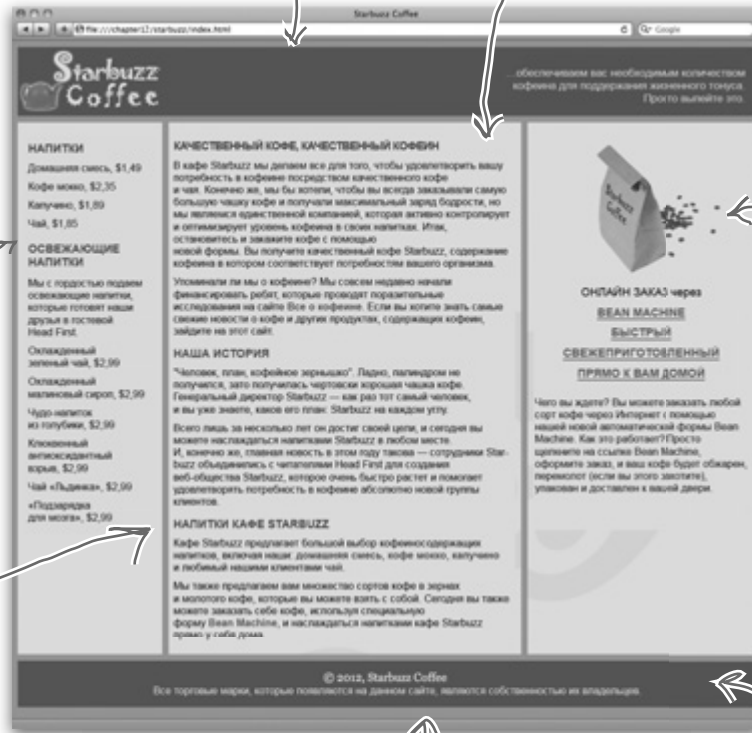 Starbuzz Coffee
file:///chapter12/starbuzz/index.html
Google
Starbuzz
Coffee
...обеспечиваем вас необходимым количеством
кофеина для поддержания жизненного тонуса.
Просто выпейте это.
НАПИТКИ
Домашняя смесь, $1,49
Кофе мокко, $2,35
Капучино, $1,89
Чай, $1,85
ОСВЕЖАЮЩИЕ
НАПИТКИ
Мы с гордостью подаем
освежающие напитки,
которые готовят наши
друзья в гостевой
Head First.
Охлажденный
зеленый чай, $2,99
Охлажденный
малиновый сироп, $2,99
Чудо-напиток
из голубики, $2,99
Клюквенный
антиоксидантный
взрыв, $2,99
Чай «Льдинка», $2,99
«Подзарядка
для мозга», $2,99
КАЧЕСТВЕННЫЙ КОФЕ, КАЧЕСТВЕННЫЙ КОФЕИН
В кафе Starbuzz мы делаем все для того, чтобы удовлетворить вашу
потребность в кофеине посредством качественного кофе
и чая. Конечно же, мы бы хотели, чтобы вы всегда заказывали самую
большую чашку кофе и получали максимальный заряд бодрости, но
мы являемся единственной компанией, которая активно контролирует
и оптимизирует уровень кофеина в своих напитках. Итак,
остановитесь и закажите кофе с помощью
новой формы. Вы получите качественный кофе Starbuzz, содержание
кофеина в котором соответствует потребностям вашего организма.
Упоминали ли мы о кофеине? Мы совсем недавно начали
финансировать ребят, которые проводят поразительные
исследования на сайте Все о кофеине. Если вы хотите знать самые
свежие новости о кофе и других продуктах, содержащих кофеин,
зайдите на этот сайт.
НАША ИСТОРИЯ
"Человек, план, кофейное зернышко". Ладно, палиндром не
получился, зато получилась чертовски хорошая чашка кофе.
Генеральный директор Starbuzz — как раз тот самый человек,
и вы уже знаете, каков его план: Starbuzz на каждом углу.
Всего лишь за несколько лет он достиг своей цели, и сегодня вы
можете наслаждаться напитками Starbuzz в любом месте.
И, конечно же, главная новость в этом году такова — сотрудники Star-
buzz объединились с читателями Head First для создания
веб-общества Starbuzz, которое очень быстро растет и помогает
удовлетворять потребность в кофеине абсолютно новой группы
клиентов.
НАПИТКИ КАФЕ STARBUZZ
Кафе Starbuzz предлагает большой выбор кофеиносодержащих
напитков, включая наши: домашняя смесь, кофе мокко, капучино
и любимый нашими клиентами чай.
Мы также предлагаем вам множество сортов кофе в зернах
и молотого кофе, которые вы можете взять с собой. Сегодня вы также
можете заказать себе кофе, используя специальную
форму Bean Machine, и наслаждаться напитками кафе Starbuzz
прямо у себя дома.
Starbuzz
Coffee
ОНЛАЙН ЗАКАЗ через
BEAN MACHINE
БЫСТРЫЙ
СВЕЖЕПРИГОТОВЛЕННЫЙ
ПРЯМО К ВАМ ДОМОЙ
Чего вы ждете? Вы можете заказать любой
сорт кофе через Интернет с помощью
нашей новой автоматической формы Bean
Machine. Как это работает? Просто
щелкните на ссылке Bean Machine,
оформите заказ, и ваш кофе будет обжарен,
перемолот (если вы этого захотите),
упакован и доставлен к вашей двери.
© 2012, Starbuzz Coffee
Все торговые марки, которые появляются на данном сайте, являются собственностью их владельцев.